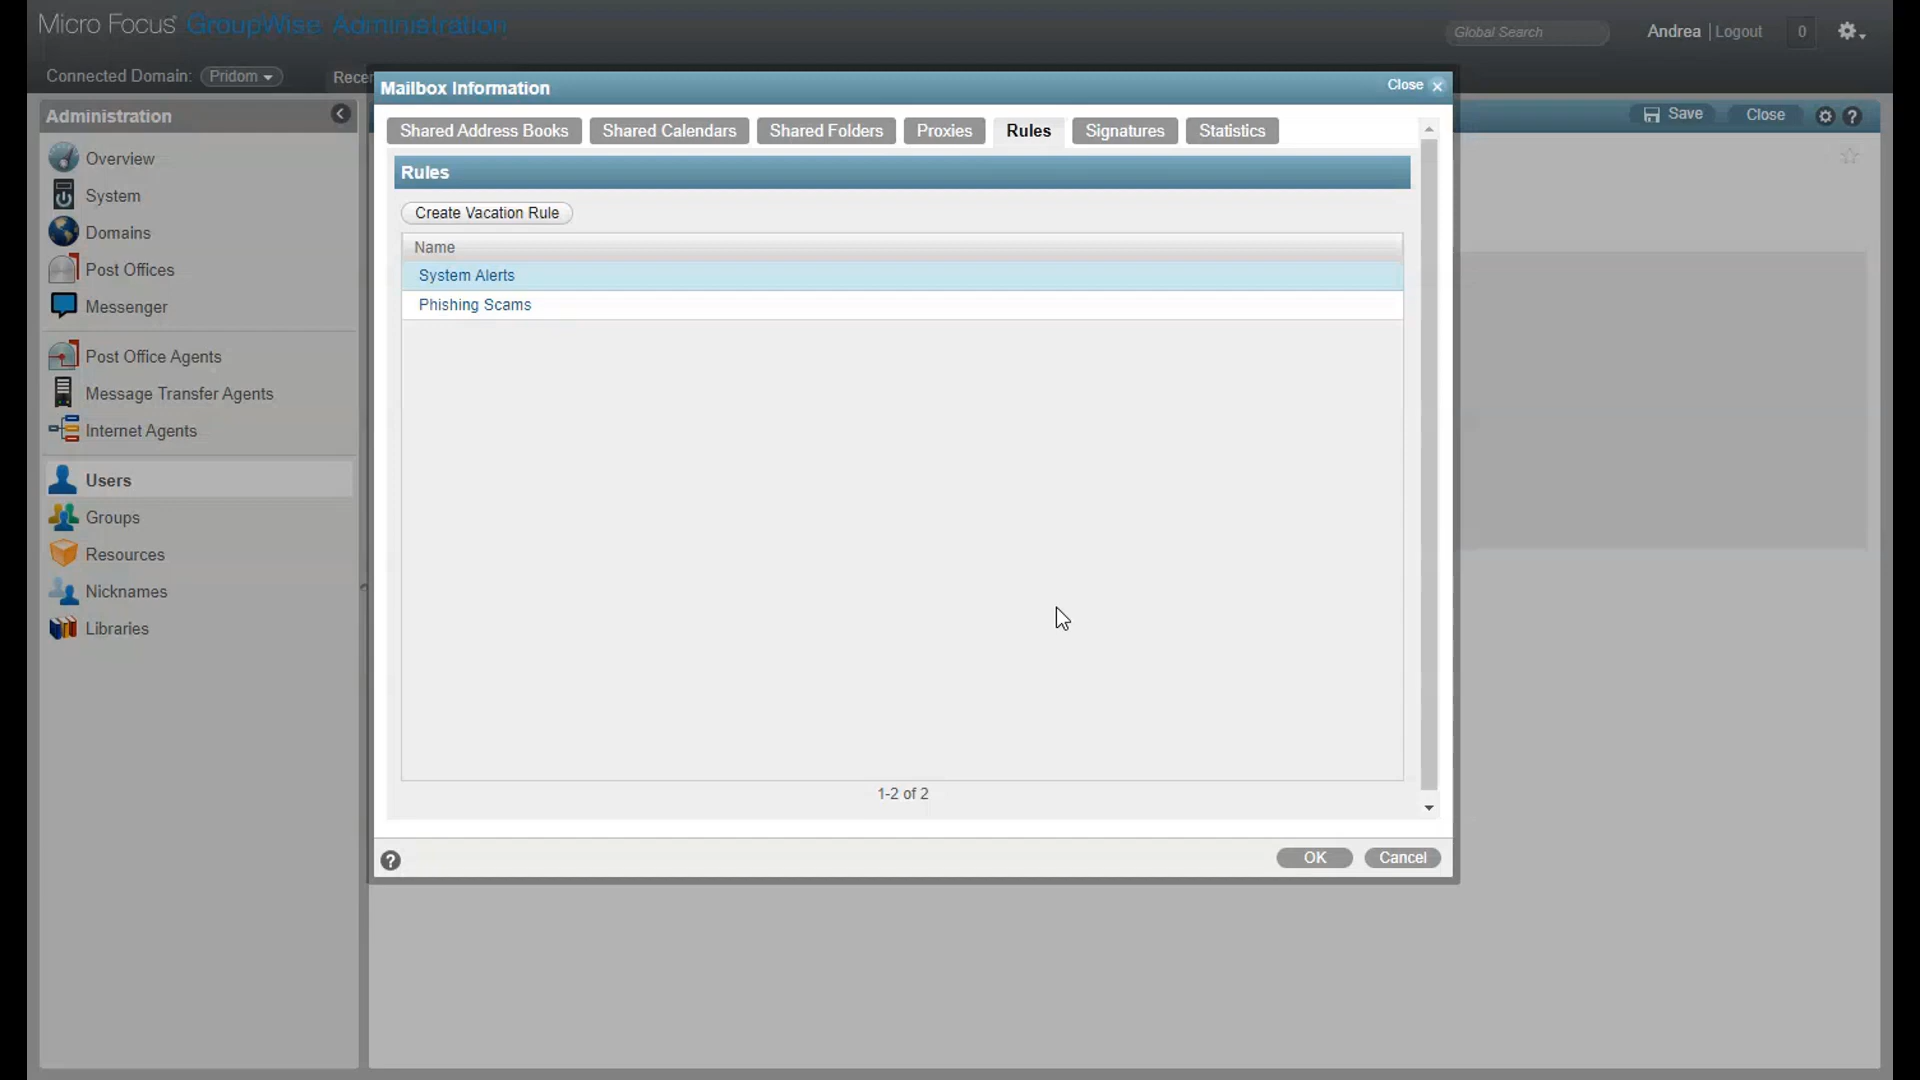 Micro Focus® GroupWise Administration
Global Search
Andrea | Logout
0
Connected Domain: Pridom
Recen
Administration
Overview
System
Domains
Post Offices
Messenger
Post Office Agents
Message Transfer Agents
Internet Agents
Users
Groups
Resources
Nicknames
Libraries
Save
Close
?
Mailbox Information
Close
Shared Address Books
Shared Calendars
Shared Folders
Proxies
Rules
Signatures
Statistics
Rules
Create Vacation Rule
Name
System Alerts
Phishing Scams
1-2 of 2
?
OK
Cancel